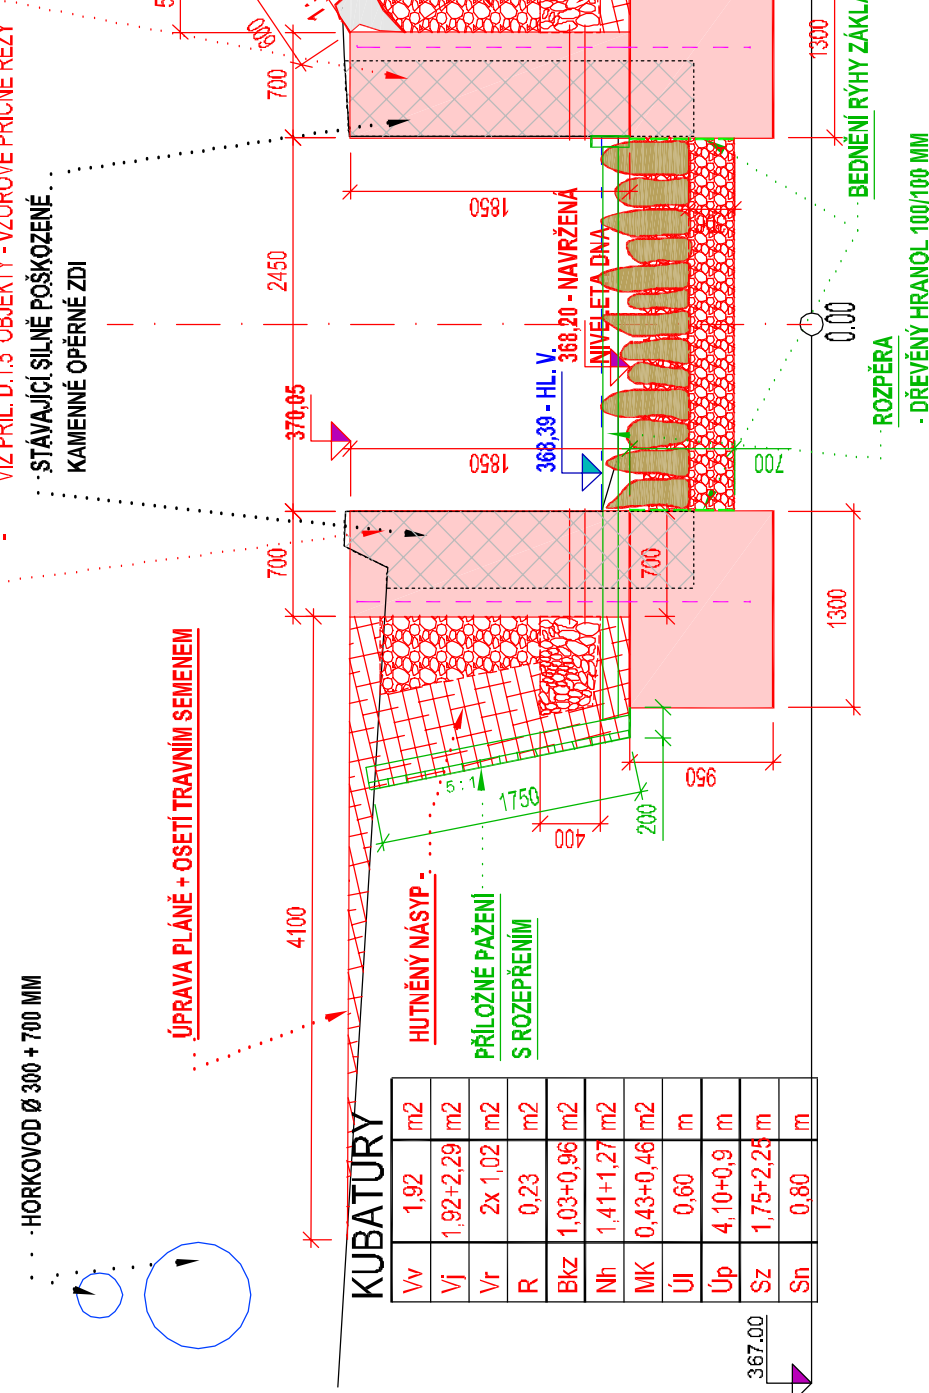 VIZ PŘÍL. D.1.3 OBJEKTY - VZOROVÉ PŘÍČNÉ ŘEZY
STÁVAJÍCÍ SILNĚ POŠKOZENÉ
KAMENNÉ OPĚRNÉ ZDI
HORKOVOD Ø 300 + 700 MM
ÚPRAVA PLÁNĚ + OSETÍ TRAVNÍM SEMENEM
HUTNĚNÝ NÁSYP
PŘÍLOŽNÉ PAŽENÍ
S ROZEPŘENÍM
4100
700
2450
700
600
370,05
1850
1850
368,39 - HL. V.
368,20 - NAVRŽENÁ
NIVELETA DNA
5 : 1
1750
400
200
700
950
700
1300
1300
0.00
BEDNĚNÍ RÝHY
ROZPĚRA
- DŘEVĚNÝ HRANOL 100/100 MM
367.00
KUBATURY
Vv 1,92 m2
Vj 1,92+2,29 m2
Vr 2x 1,02 m2
R 0,23 m2
Bkz 1,03+0,96 m2
Nh 1,41+1,27 m2
MK 0,43+0,46 m2
Úl 0,60 m
Úp 4,10+0,9 m
Sz 1,75+2,25 m
Sn 0,80 m